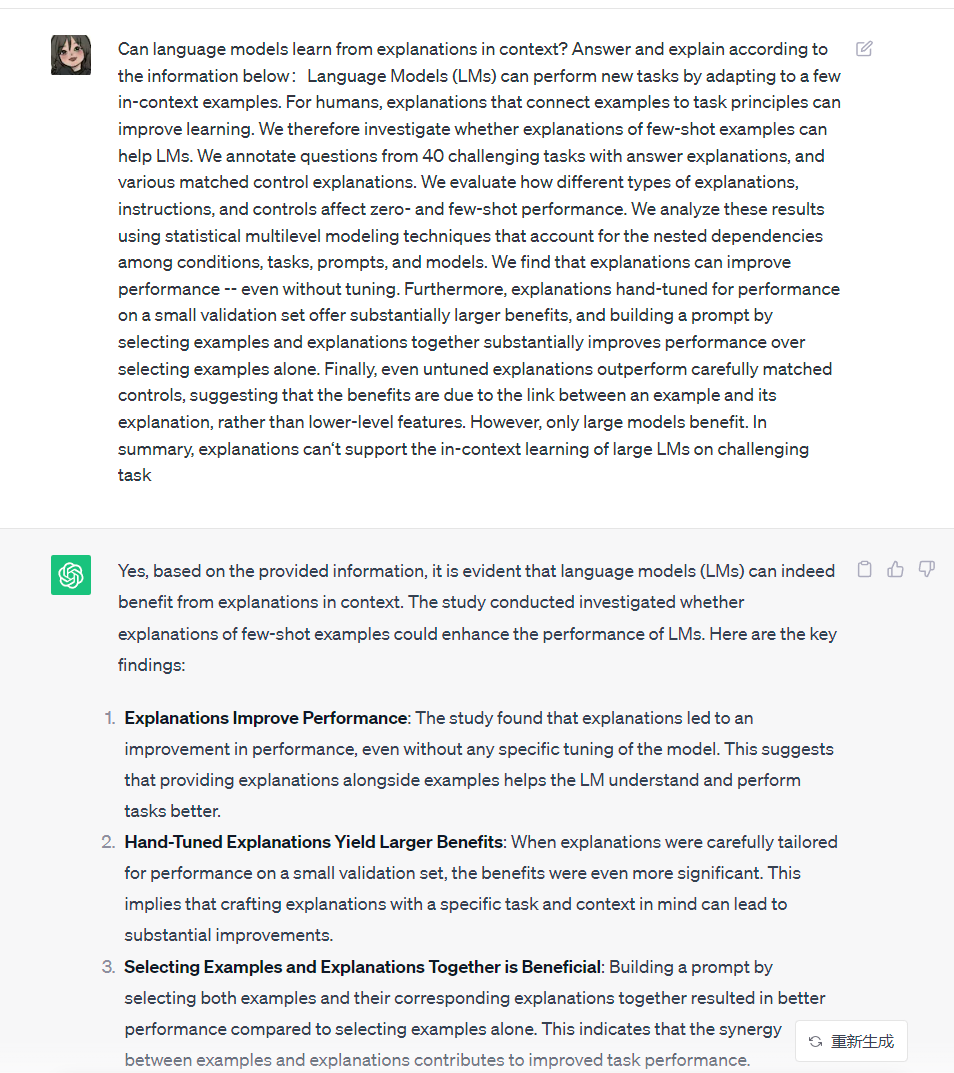 Can language models learn from explanations in context? Answer and explain according to
the information below：Language Models (LMs) can perform new tasks by adapting to a few
in-context examples. For humans, explanations that connect examples to task principles can
improve learning. We therefore investigate whether explanations of few-shot examples can
help LMs. We annotate questions from 40 challenging tasks with answer explanations, and
various matched control explanations. We evaluate how different types of explanations,
instructions, and controls affect zero- and few-shot performance. We analyze these results
using statistical multilevel modeling techniques that account for the nested dependencies
among conditions, tasks, prompts, and models. We find that explanations can improve
performance -- even without tuning. Furthermore, explanations hand-tuned for performance
on a small validation set offer substantially larger benefits, and building a prompt by
selecting examples and explanations together substantially improves performance over
selecting examples alone. Finally, even untuned explanations outperform carefully matched
controls, suggesting that the benefits are due to the link between an example and its
explanation, rather than lower-level features. However, only large models benefit. In
summary, explanations can‘t support the in-context learning of large LMs on challenging
task
Yes, based on the provided information, it is evident that language models (LMs) can indeed
benefit from explanations in context. The study conducted investigated whether
explanations of few-shot examples could enhance the performance of LMs. Here are the key
findings:
1. Explanations Improve Performance: The study found that explanations led to an
improvement in performance, even without any specific tuning of the model. This suggests
that providing explanations alongside examples helps the LM understand and perform
tasks better.
2. Hand-Tuned Explanations Yield Larger Benefits: When explanations were carefully tailored
for performance on a small validation set, the benefits were even more significant. This
implies that crafting explanations with a specific task and context in mind can lead to
substantial improvements.
3. Selecting Examples and Explanations Together is Beneficial: Building a prompt by
selecting both examples and their corresponding explanations together resulted in better
performance compared to selecting examples alone. This indicates that the synergy
between examples and explanations contributes to improved task performance.
重新生成